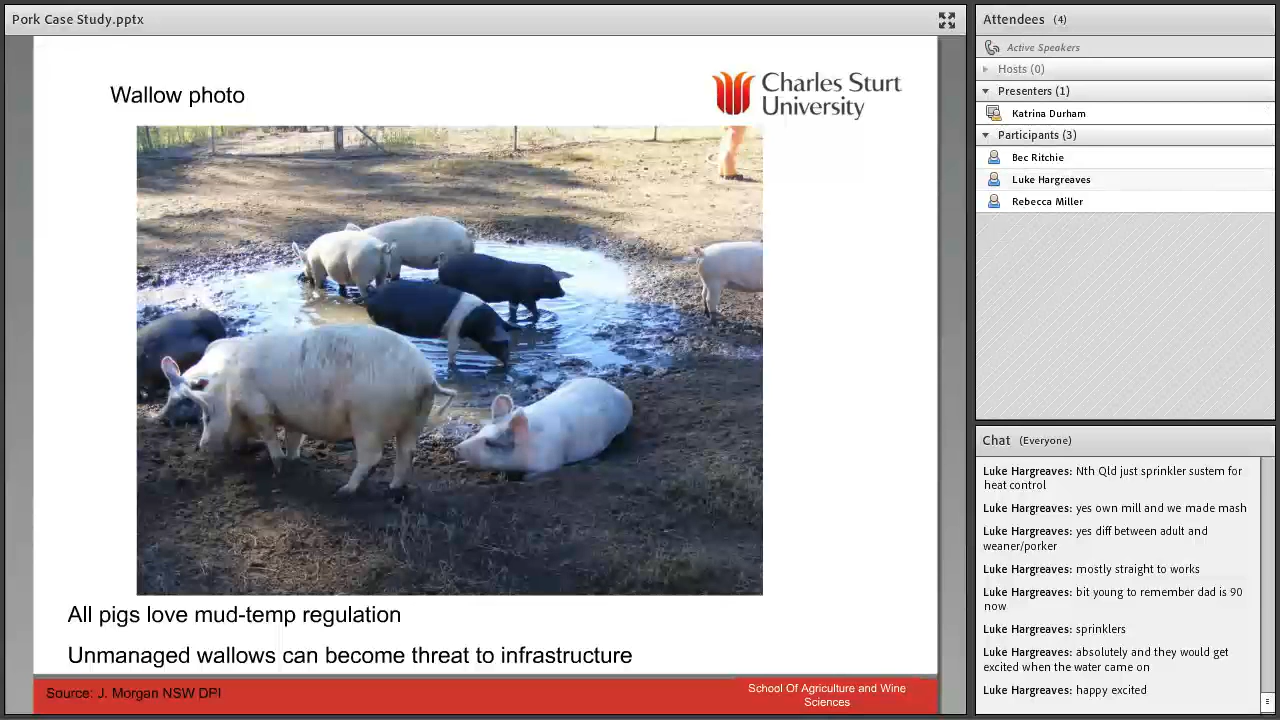 Pork Case Study.pptx
Wallow photo
Charles Sturt
University
All pigs love mud-temp regulation
Unmanaged wallows can become threat to infrastructure
Source: J. Morgan NSW DPI
School Of Agriculture and Wine
Sciences
Attendees (4)
Active Speakers
Hosts (0)
Presenters (1)
Katrina Durham
Participants (3)
Bec Ritchie
Luke Hargreaves
Rebecca Miller
Chat (Everyone)
Luke Hargreaves: Nth Qld just sprinkler sustem for
heat control
Luke Hargreaves: yes own mill and we made mash
Luke Hargreaves: yes diff between adult and
weaner/porker
Luke Hargreaves: mostly straight to works
Luke Hargreaves: bit young to remember dad is 90
now
Luke Hargreaves: sprinklers
Luke Hargreaves: absolutely and they would get
excited when the water came on
Luke Hargreaves: happy excited